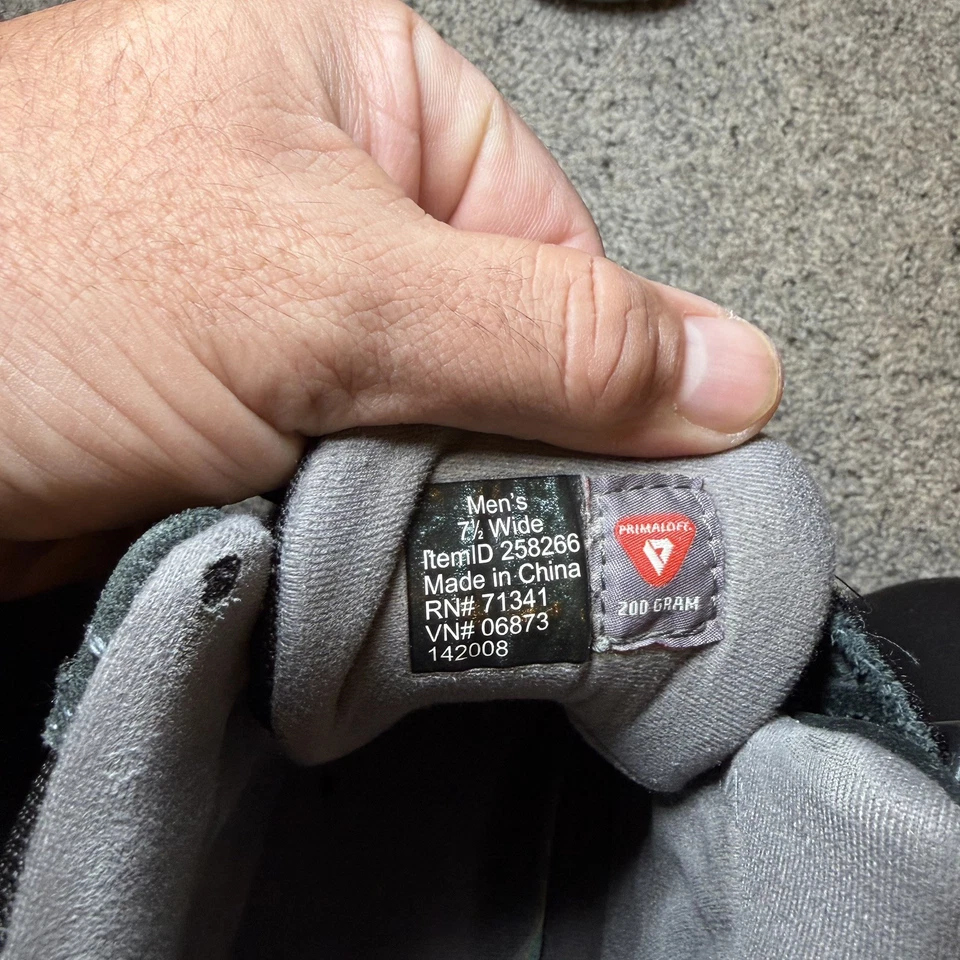 Men's
7½ Wide
ItemID 258266
Made in China
RN# 71341
VN# 06873
142008
PRIMALOFT
200 GRAM